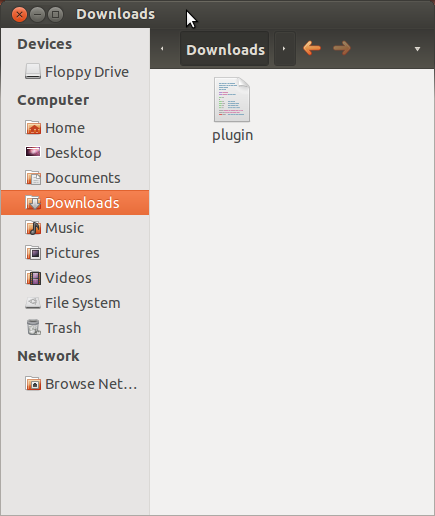 Downloads
Devices
Floppy Drive
Computer
Home
Desktop
Documents
Downloads
Music
Pictures
Videos
File System
Trash
Network
Browse Net...
Downloads
plugin